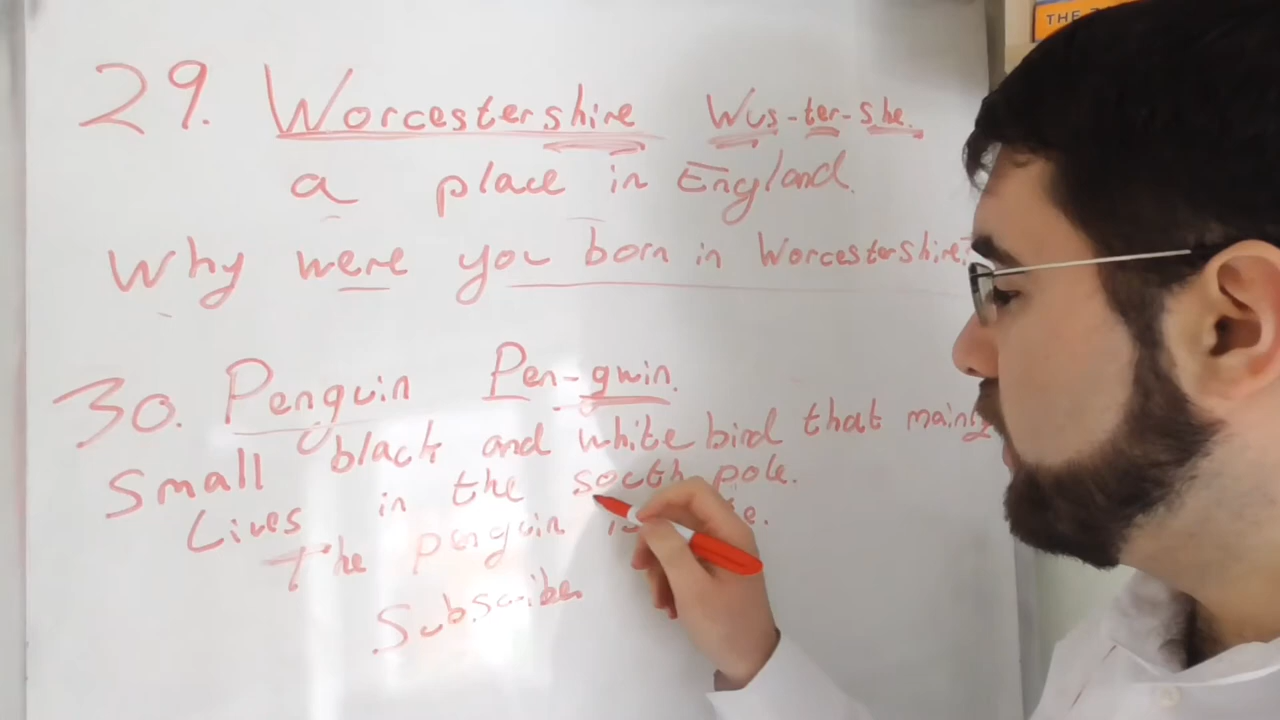 THE
29. Worcestershire Wus-ter-she.
a place in England.
Why were you born in Worcestershire?
30. Penguin Pen-gwin.
Small black and white bird that mainly
Lives in the south pole.
The penguin
Subscribe